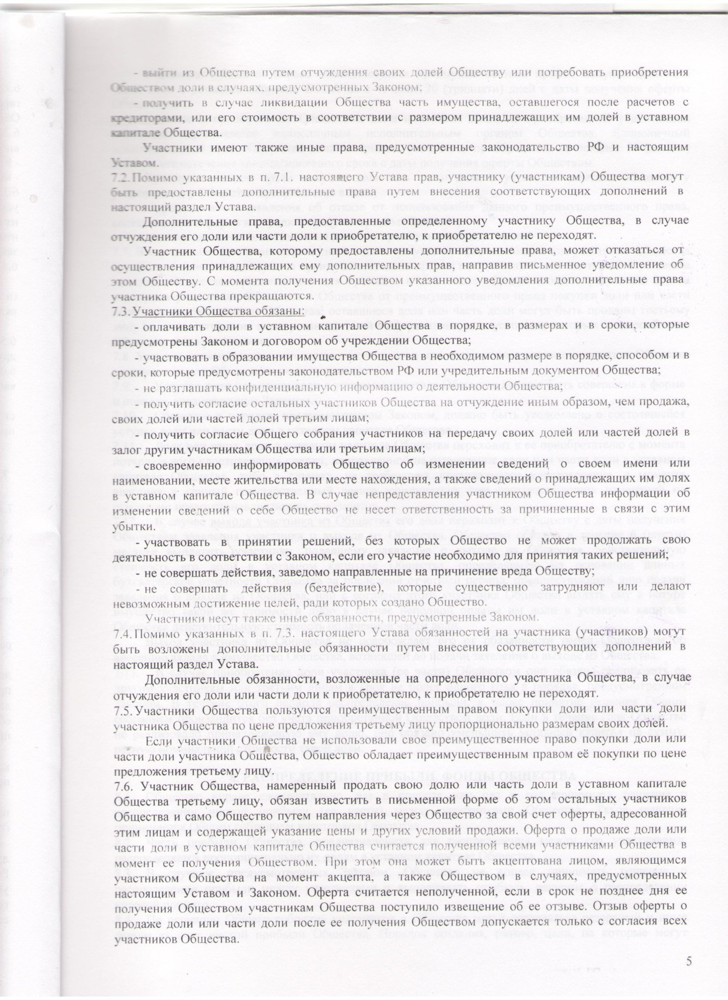 - выйти из Общества путем отчуждения своих долей Обществу или потребовать приобретения
Обществом доли в случаях, предусмотренных Законом;
- получить в случае ликвидации Общества часть имущества, оставшегося после расчетов с
кредиторами, или его стоимость в соответствии с размером принадлежащих им долей в уставном
капитале Общества.
Участники имеют также иные права, предусмотренные законодательство РФ и настоящим
Уставом.
7.2. Помимо указанных в п. 7.1. настоящего Устава прав, участнику (участникам) Общества могут
быть предоставлены дополнительные права путем внесения соответствующих дополнений в
настоящий раздел Устава.
Дополнительные права, предоставленные определенному участнику Общества, в случае
отчуждения его доли или части доли к приобретателю, к приобретателю не переходят.
Участник Общества, которому предоставлены дополнительные права, может отказаться от
осуществления принадлежащих ему дополнительных прав, направив письменное уведомление об
этом Обществу. С момента получения Обществом указанного уведомления дополнительные права
участника Общества прекращаются.
7.3. Участники Общества обязаны:
- оплачивать доли в уставном капитале Общества в порядке, в размерах и в сроки, которые
предусмотрены Законом и договором об учреждении Общества;
- участвовать в образовании имущества Общества в необходимом размере в порядке, способом и в
сроки, которые предусмотрены законодательством РФ или учредительным документом Общества;
- не разглашать конфиденциальную информацию о деятельности Общества;
- получить согласие остальных участников Общества на отчуждение иным образом, чем продажа,
своих долей или частей долей третьим лицам;
- получить согласие Общего собрания участников на передачу своих долей или частей долей в
залог другим участникам Общества или третьим лицам;
- своевременно информировать Общество об изменении сведений о своем имени или
наименовании, месте жительства или месте нахождения, а также сведений о принадлежащих им долях
в уставном капитале Общества. В случае непредставления участником Общества информации об
изменении сведений о себе Общество не несет ответственность за причиненные в связи с этим
убытки.
- участвовать в принятии решений, без которых Общество не может продолжать свою
деятельность в соответствии с Законом, если его участие необходимо для принятия таких решений;
- не совершать действия, заведомо направленные на причинение вреда Обществу;
- не совершать действия (бездействие), которые существенно затрудняют или делают
невозможным достижение целей, ради которых создано Общество.
Участники несут также иные обязанности, предусмотренные Законом.
7.4. Помимо указанных в п. 7.3. настоящего Устава обязанностей на участника (участников) могут
быть возложены дополнительные обязанности путем внесения соответствующих дополнений в
настоящий раздел Устава.
Дополнительные обязанности, возложенные на определенного участника Общества, в случае
отчуждения его доли или части доли к приобретателю, к приобретателю не переходят.
7.5. Участники Общества пользуются преимущественным правом покупки доли или части доли
участника Общества по цене предложения третьему лицу пропорционально размерам своих долей.
Если участники Общества не использовали свое преимущественное право покупки доли или
части доли участника Общества, Общество обладает преимущественным правом её покупки по цене
предложения третьему лицу.
7.6. Участник Общества, намеренный продать свою долю или часть доли в уставном капитале
Общества третьему лицу, обязан известить в письменной форме об этом остальных участников
Общества и само Общество путем направления через Общество за свой счет оферты, адресованной
этим лицам и содержащей указание цены и других условий продажи. Оферта о продаже доли или
части доли в уставном капитале Общества считается полученной всеми участниками Общества в
момент ее получения Обществом. При этом она может быть акцептована лицом, являющимся
участником Общества на момент акцепта, а также Обществом в случаях, предусмотренных
настоящим Уставом и Законом. Оферта считается неполученной, если в срок не позднее дня ее
получения Обществом участникам Общества поступило извещение об ее отзыве. Отзыв оферты о
продаже доли или части доли после ее получения Обществом допускается только с согласия всех
участников Общества.
5